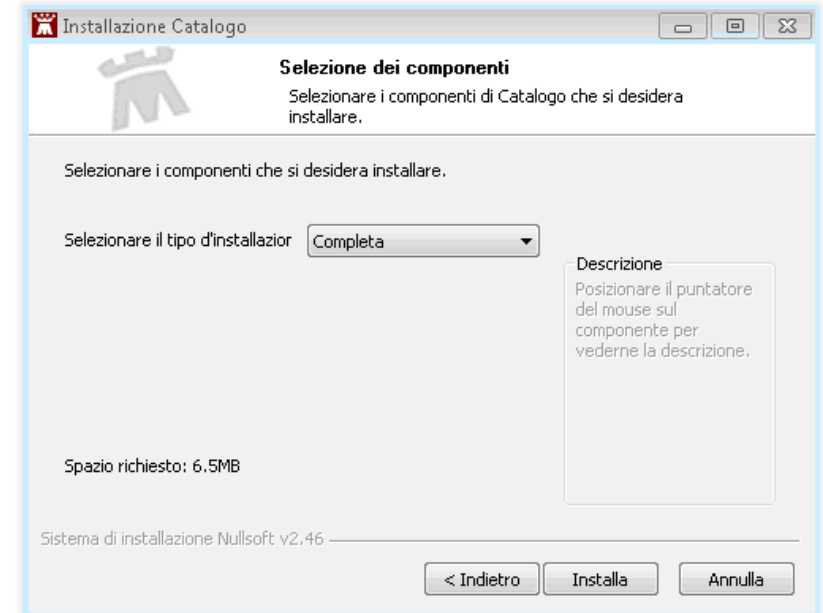 Installazione Catalogo
Selezione dei componenti
Selezionare i componenti di Catalogo che si desidera
installare.
Selezionare i componenti che si desidera installare.
Selezionare il tipo d'installazior
Completa
Descrizione
Posizionare il puntatore
del mouse sul
componente per
vederne la descrizione.
Spazio richiesto: 6.5MB
Sistema di installazione Nullsoft v2.46
< Indietro
Installa
Annulla